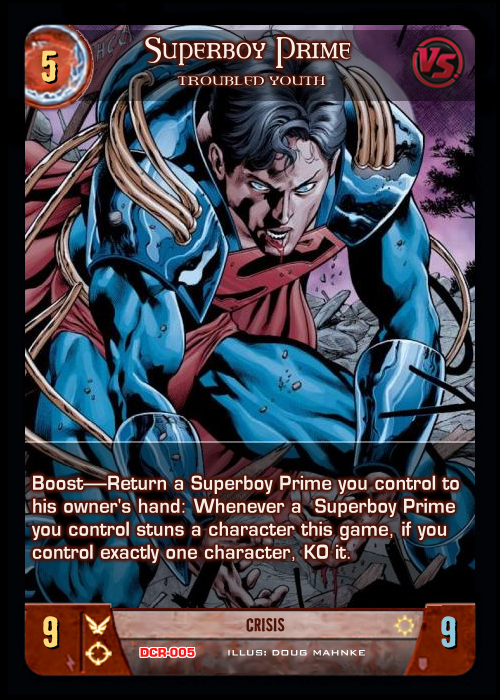 5
SUPERBOY PRIME
VS
TROUBLED YOUTH
Boost—Return a Superboy Prime you control to
his owner's hand: Whenever a Superboy Prime
you control stuns a character this game, if you
control exactly one character, KO it.
9
CRISIS
9
DCR-005 ILLUS: DOUG MAHNKE